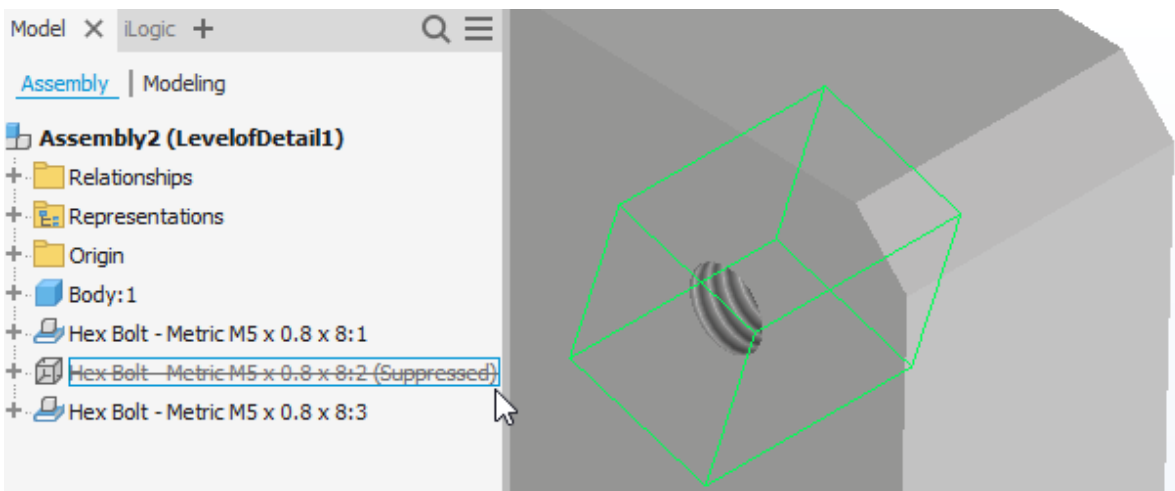 Model iLogic
Assembly | Modeling
Assembly2 (LevelofDetail1)
Relationships
Representations
Origin
Body:1
Hex Bolt - Metric M5 x 0.8 x 8:1
Hex Bolt - Metric M5 x 0.8 x 8:2 (Suppressed)
Hex Bolt - Metric M5 x 0.8 x 8:3